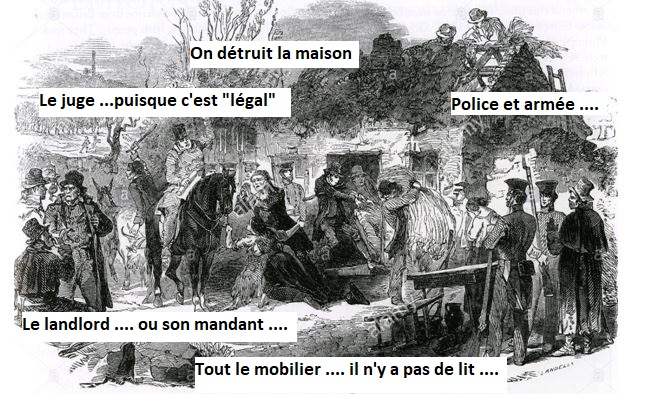 On détruit la maison
Le juge ...puisque c'est "légal"
Police et armée ....
Le landlord .... ou son mandant ....
Tout le mobilier .... il n'y a pas de lit ....
LANDELLS